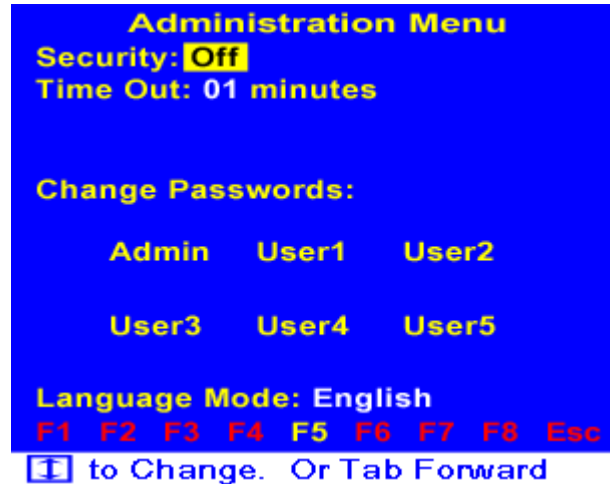 Administration Menu
Security: Off
Time Out: 01 minutes
Change Passwords:
Admin User1 User2
User3 User4 User5
Language Mode: English
F1 F2 F3 F4 F5 F6 F7 F8 Esc
to Change. Or Tab Forward